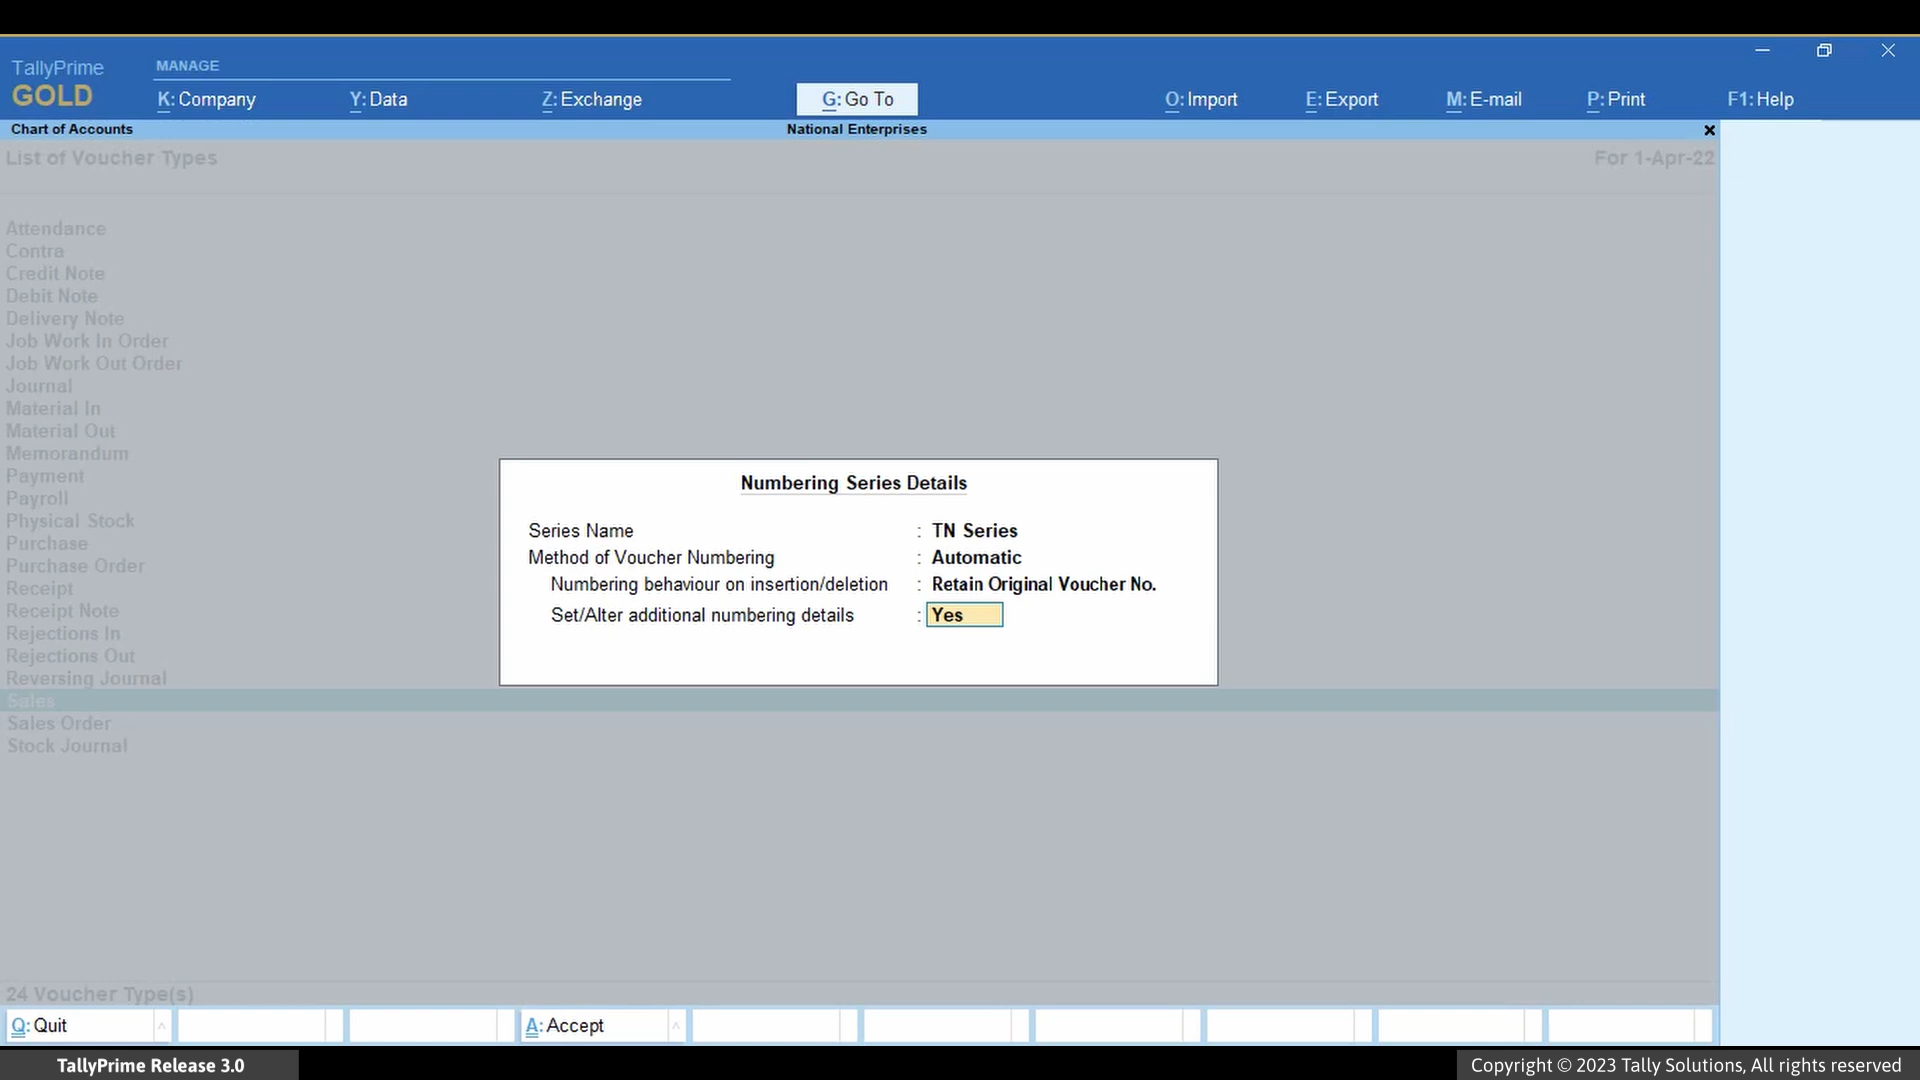 TallyPrime
GOLD
MANAGE
K: Company
Y: Data
Z: Exchange
G: Go To
O: Import
E: Export
M: E-mail
P: Print
F1: Help
Chart of Accounts
National Enterprises
List of Voucher Types
For 1-Apr-22
Attendance
Contra
Credit Note
Debit Note
Delivery Note
Job Work In Order
Job Work Out Order
Journal
Material In
Material Out
Memorandum
Payment
Payroll
Physical Stock
Purchase
Purchase Order
Receipt
Receipt Note
Rejections In
Rejections Out
Reversing Journal
Sales
Sales Order
Stock Journal
Numbering Series Details
Series Name : TN Series
Method of Voucher Numbering : Automatic
Numbering behaviour on insertion/deletion : Retain Original Voucher No.
Set/Alter additional numbering details : Yes
24 Voucher Type(s)
Q: Quit
A: Accept
TallyPrime Release 3.0
Copyright © 2023 Tally Solutions, All rights reserved